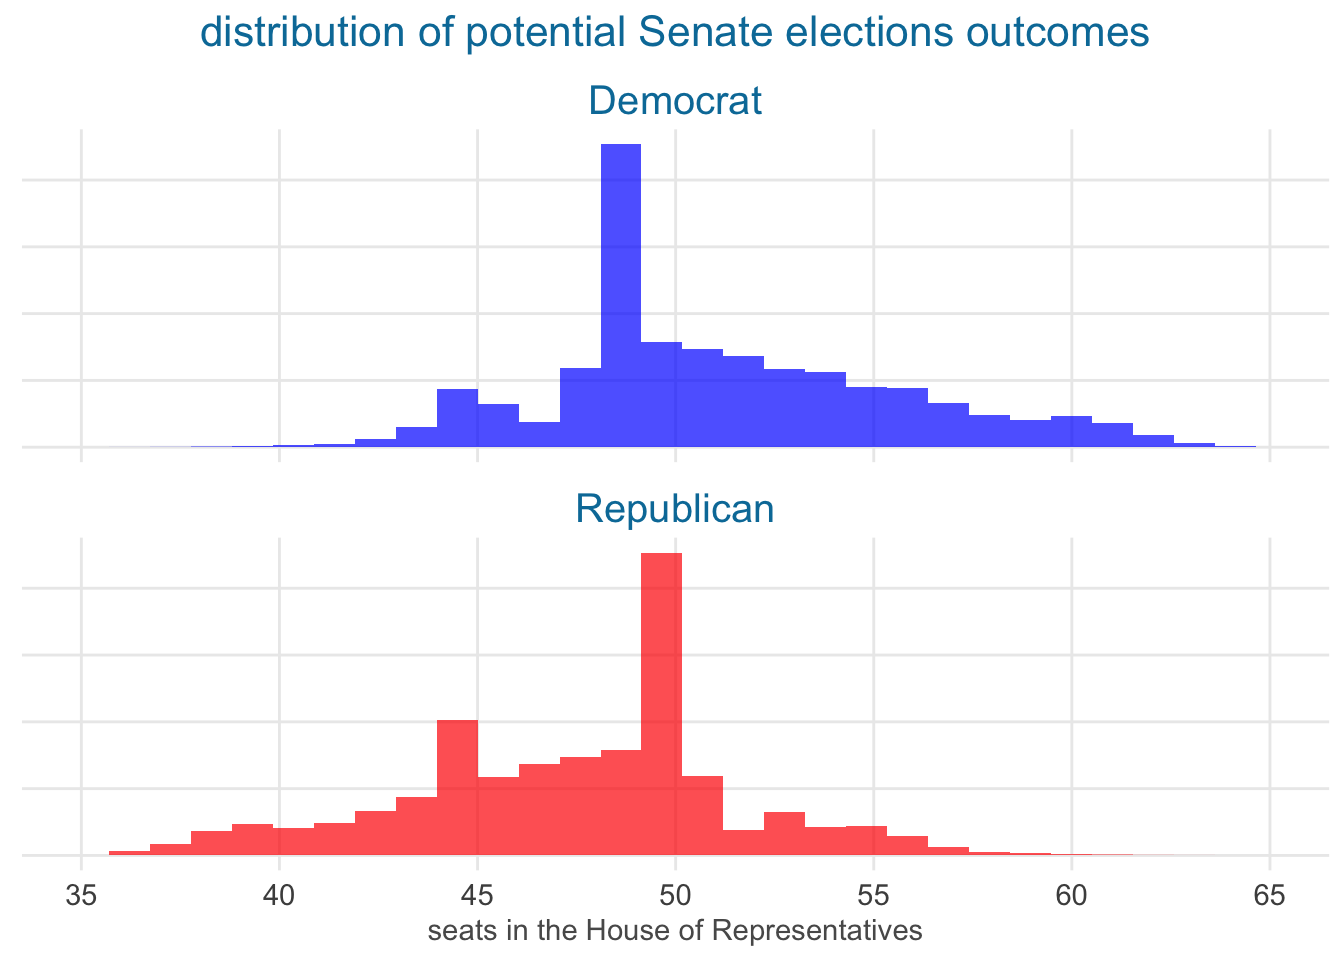 distribution of potential Senate elections outcomes
Democrat
Republican
35 40 45 50 55 60 65
seats in the House of Representatives